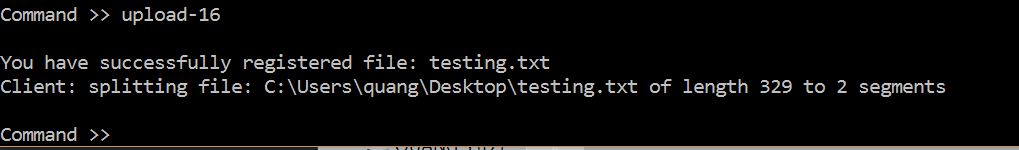 Command >> upload-16
You have successfully registered file: testing.txt
Client: splitting file: C:\Users\quang\Desktop\testing.txt of length 329 to 2 segments
Command >>